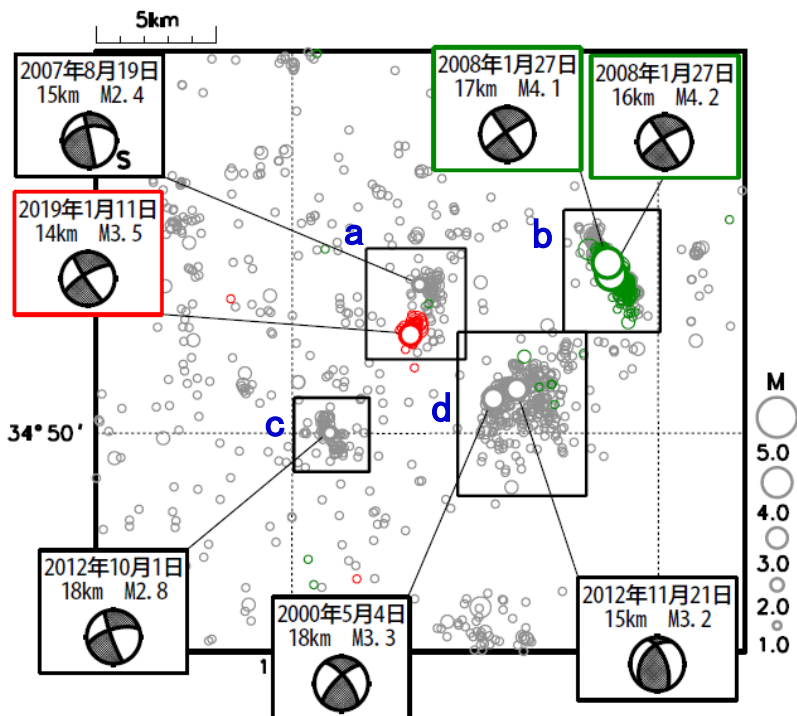 5km
2007年8月19日
15km M2.4
S
2008年1月27日
17km M4.1
2008年1月27日
16km M4.2
2019年1月11日
14km M3.5
a
b
c
d
34°50'
M
5.0
4.0
3.0
2.0
1.0
2012年10月1日
18km M2.8
2000年5月4日
18km M3.3
2012年11月21日
15km M3.2
1